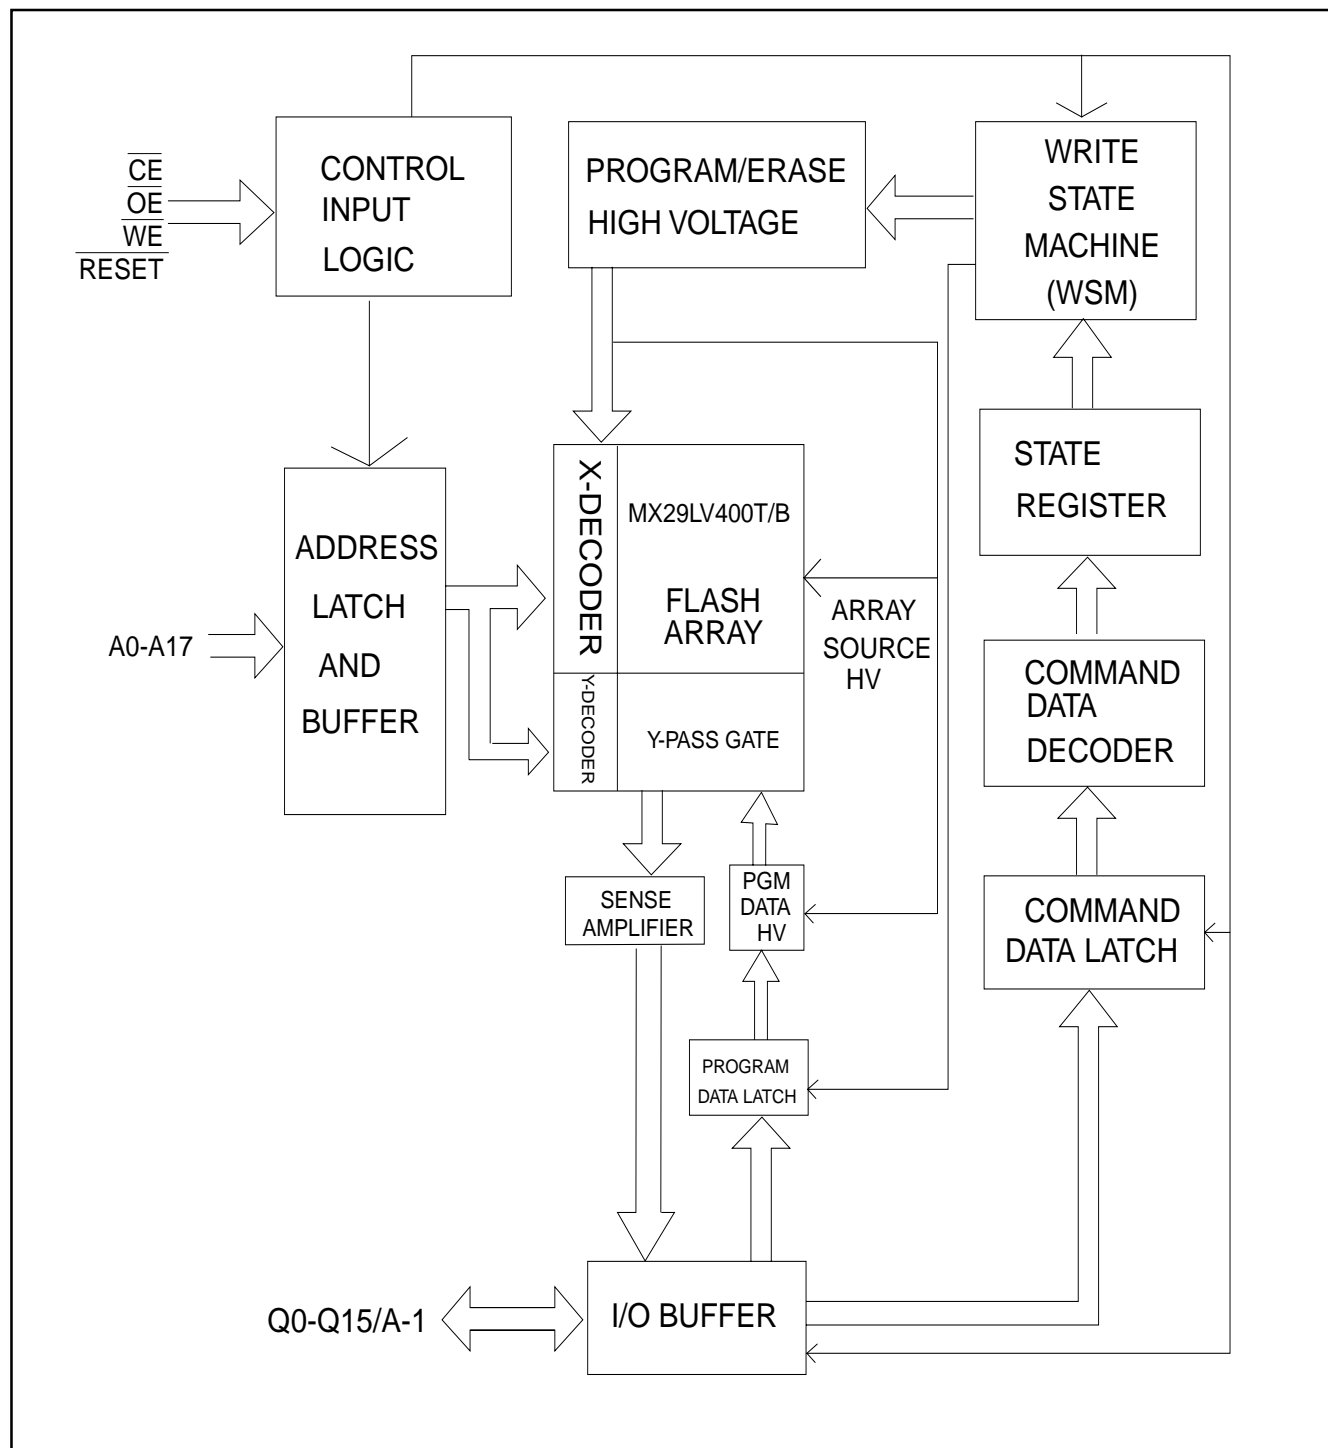 CE
OE
WE
RESET
CONTROL
INPUT
LOGIC
PROGRAM/ERASE
HIGH VOLTAGE
WRITE
STATE
MACHINE
(WSM)
STATE
REGISTER
A0-A17
ADDRESS
LATCH
AND
BUFFER
X-DECODER
MX29LV400T/B
FLASH
ARRAY
Y-DECODER
Y-PASS GATE
ARRAY
SOURCE
HV
COMMAND
DATA
DECODER
SENSE
AMPLIFIER
PGM
DATA
HV
COMMAND
DATA LATCH
PROGRAM
DATA LATCH
Q0-Q15/A-1
I/O BUFFER